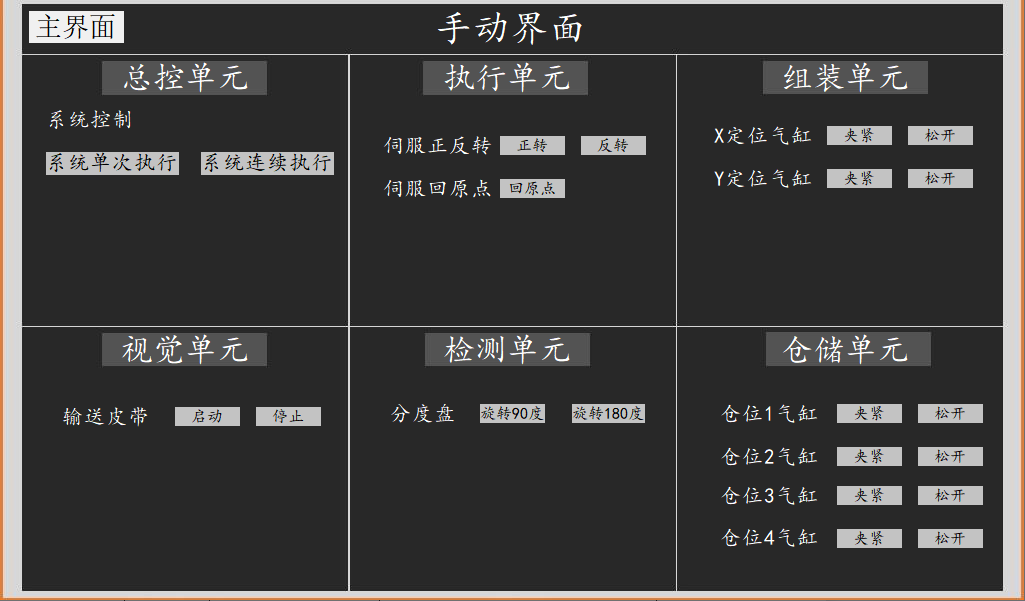 主界面 手动界面
总控单元
系统控制
系统单次执行 系统连续执行
执行单元
伺服正反转 正转 反转
伺服回原点 回原点
组装单元
X定位气缸 夹紧 松开
Y定位气缸 夹紧 松开
视觉单元
输送皮带 启动 停止
检测单元
分度盘 旋转90度 旋转180度
仓储单元
仓位1气缸 夹紧 松开
仓位2气缸 夹紧 松开
仓位3气缸 夹紧 松开
仓位4气缸 夹紧 松开